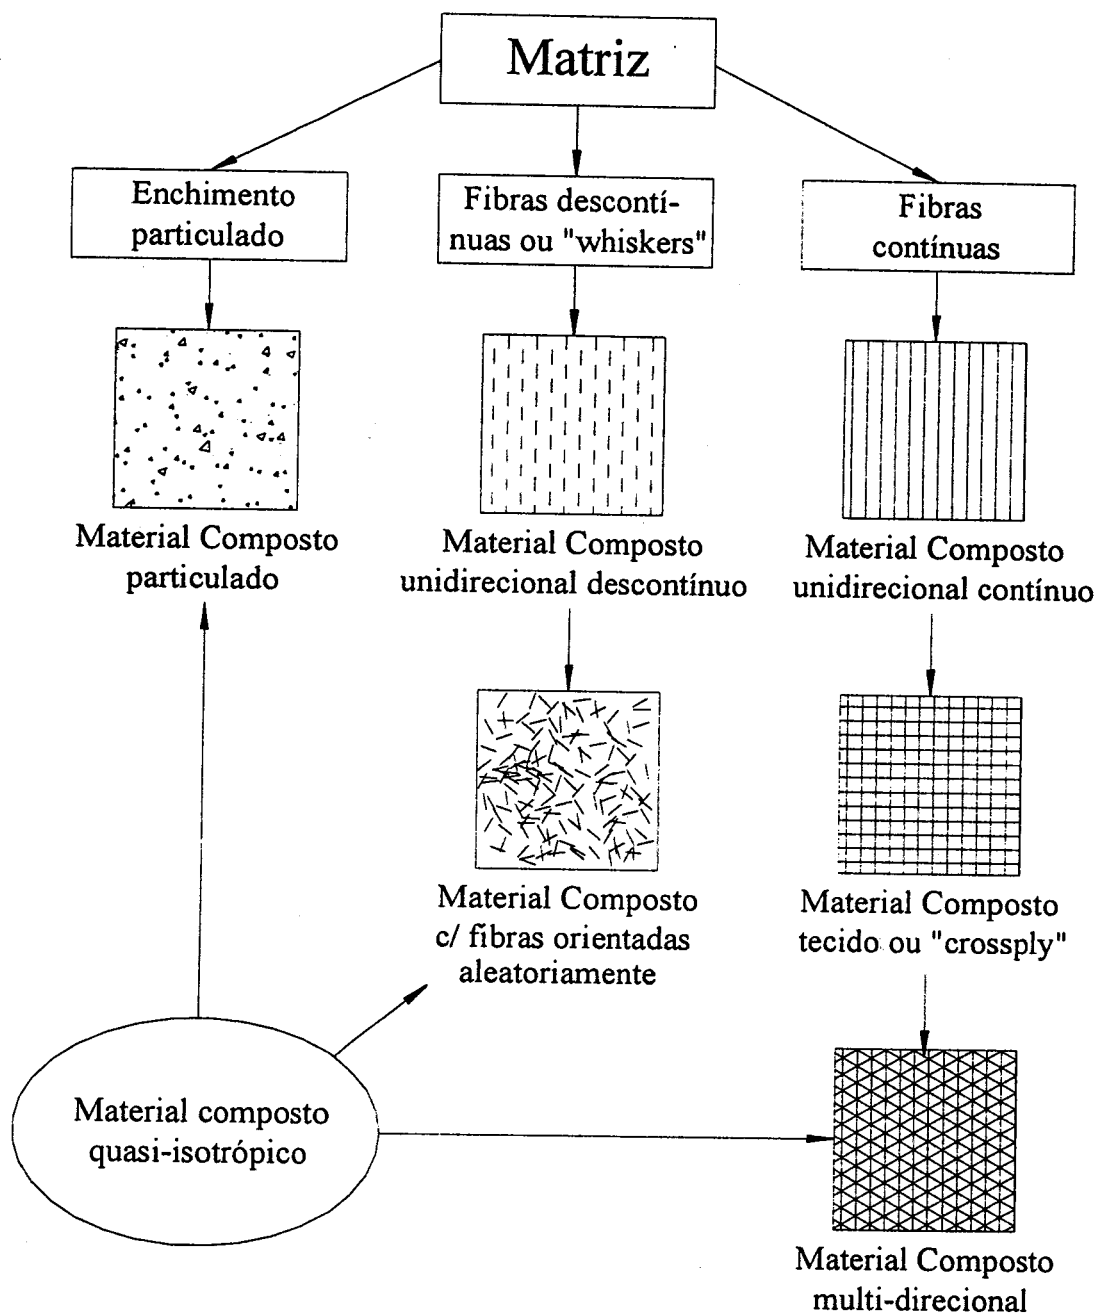 Matriz
Enchimento
particulado
Fibras descontí-
nuas ou "whiskers"
Fibras
contínuas
Material Composto
particulado
Material Composto
unidirecional descontínuo
Material Composto
unidirecional contínuo
Material Composto
c/ fibras orientadas
aleatoriamente
Material Composto
tecido ou "crossply"
Material composto
quasi-isotrópico
Material Composto
multi-direcional